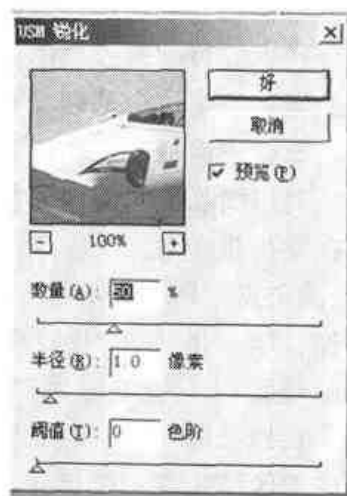 USM 锐化
好
取消
预览(P)
100%
数量(A): 50 %
半径(R): 1.0 像素
阈值(T): 0 色阶